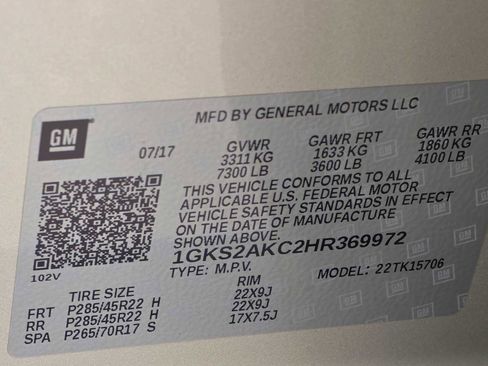 GM
MFD BY GENERAL MOTORS LLC
07/17 GVWR GAWR FRT GAWR RR
3311 KG 1633 KG 1860 KG
7300 LB 3600 LB 4100 LB
THIS VEHICLE CONFORMS TO ALL
APPLICABLE U.S. FEDERAL MOTOR
VEHICLE SAFETY STANDARDS IN EFFECT
ON THE DATE OF MANUFACTURE
SHOWN ABOVE.
1GKS2AKC2HR369972
102V TYPE: M.P.V. MODEL: 22TK15706
TIRE SIZE RIM
FRT P285/45R22 H 22X9J
RR P285/45R22 H 22X9J
SPA P265/70R17 S 17X7.5J